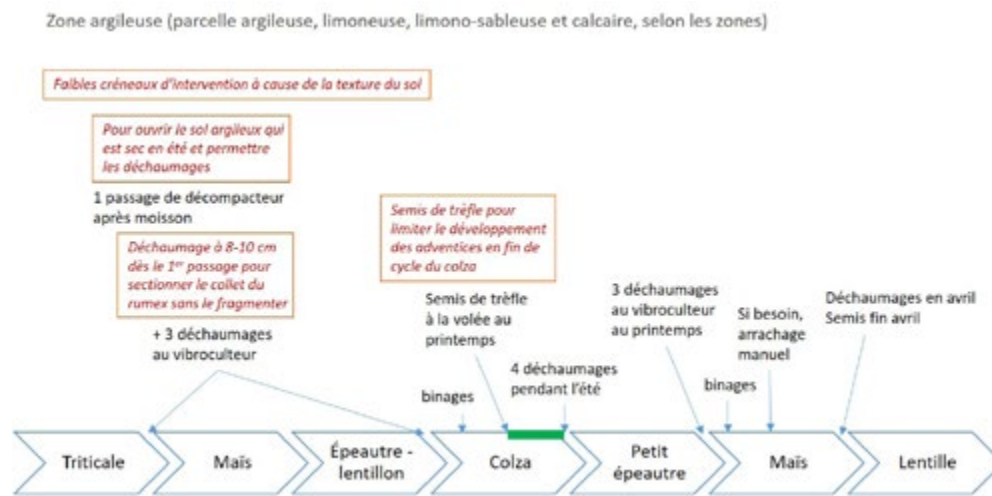 Zone argileuse (parcelle argileuse, limoneuse, limono-sableuse et calcaire, selon les zones)
Faibles créneaux d'intervention à cause de la texture du sol
Pour ouvrir le sol argileux qui
est sec en été et permettre
les déchaumages
1 passage de décompacteur
après moisson
Déchaumage à 8-10 cm
dès le 1er passage pour
sectionner le collet du
rumex sans le fragmenter
+ 3 déchaumages
au vibroculteur
Semis de trèfle pour
limiter le développement
des adventices en fin de
cycle du colza
Semis de trèfle
à la volée au
printemps
binages
4 déchaumages
pendant l'été
3 déchaumages
au vibroculteur
au printemps
Si besoin,
arrachage
manuel
binages
Déchaumages en avril
Semis fin avril
Triticale
Maïs
Épeautre -
lentillon
Colza
Petit
épeautre
Maïs
Lentille